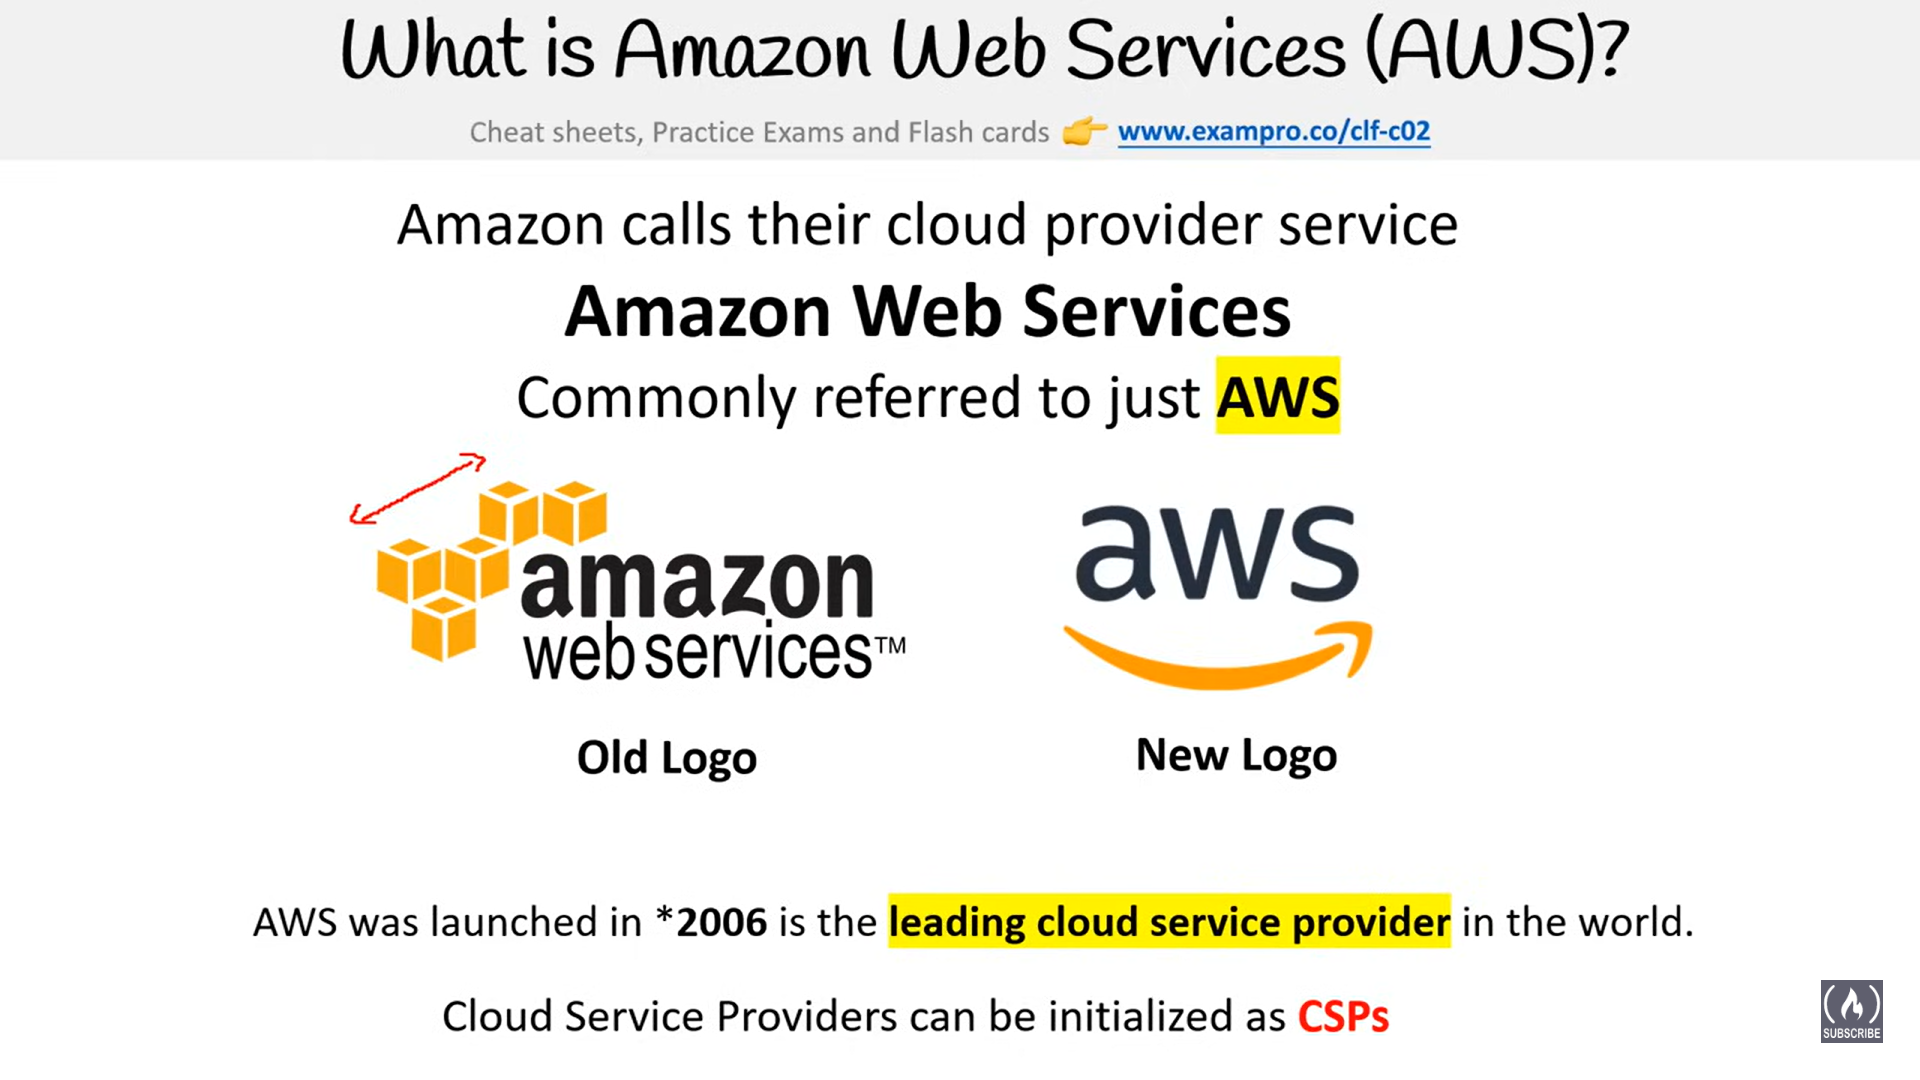 What is Amazon Web Services (AWS)?
Cheat sheets, Practice Exams and Flash cards 👉 www.exampro.co/clf-c02
Amazon calls their cloud provider service
Amazon Web Services
Commonly referred to just AWS
amazon
web services™
aws
Old Logo
New Logo
AWS was launched in *2006 is the leading cloud service provider in the world.
Cloud Service Providers can be initialized as CSPs
SUBSCRIBE